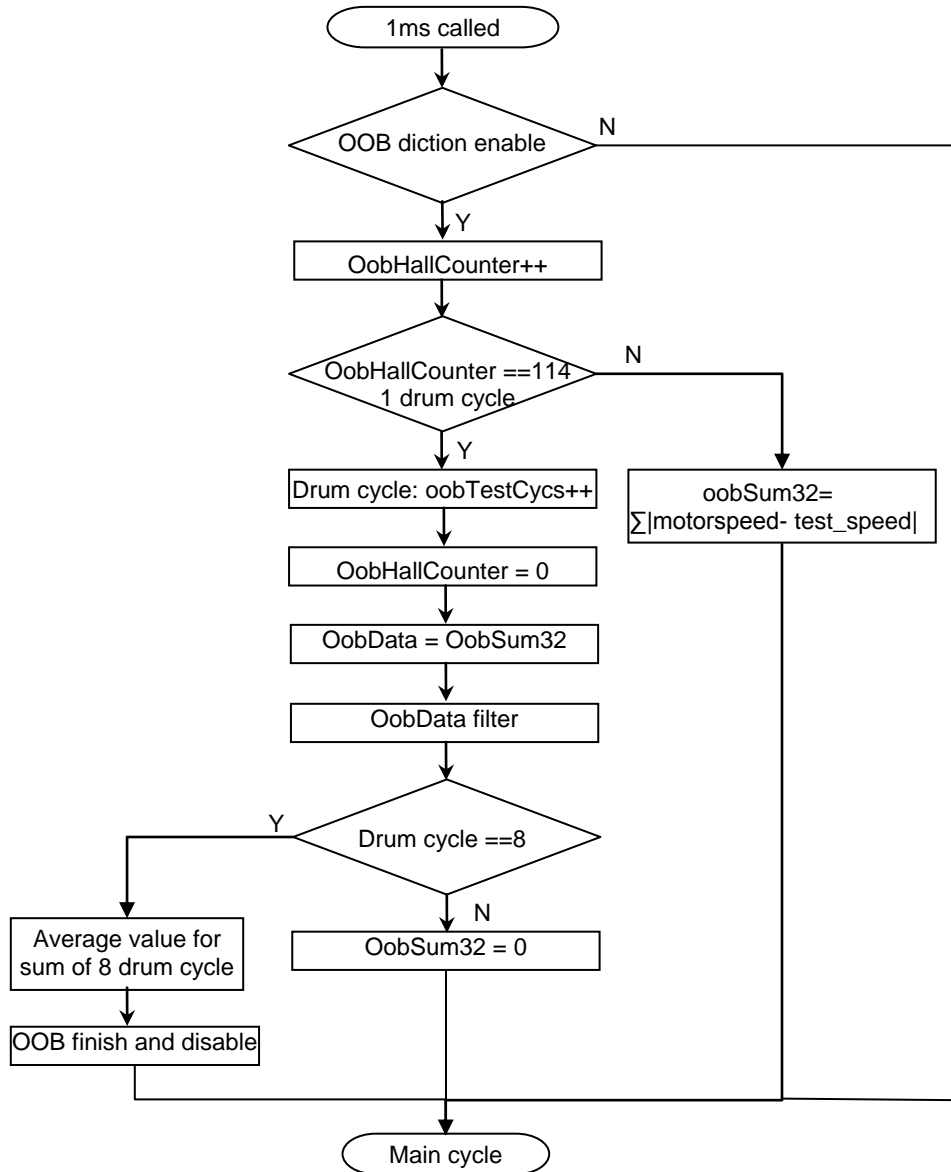 1ms called
OOB diction enable
N
Y
OobHallCounter++
OobHallCounter ==114
1 drum cycle
N
Y
Drum cycle: oobTestCycs++
oobSum32=
∑|motorspeed- test_speed|
OobHallCounter = 0
OobData = OobSum32
OobData filter
Drum cycle ==8
Y
N
Average value for
sum of 8 drum cycle
OobSum32 = 0
OOB finish and disable
Main cycle